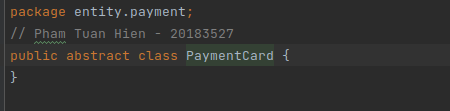 package entity.payment;
// Pham Tuan Hien - 20183527
public abstract class PaymentCard {
}